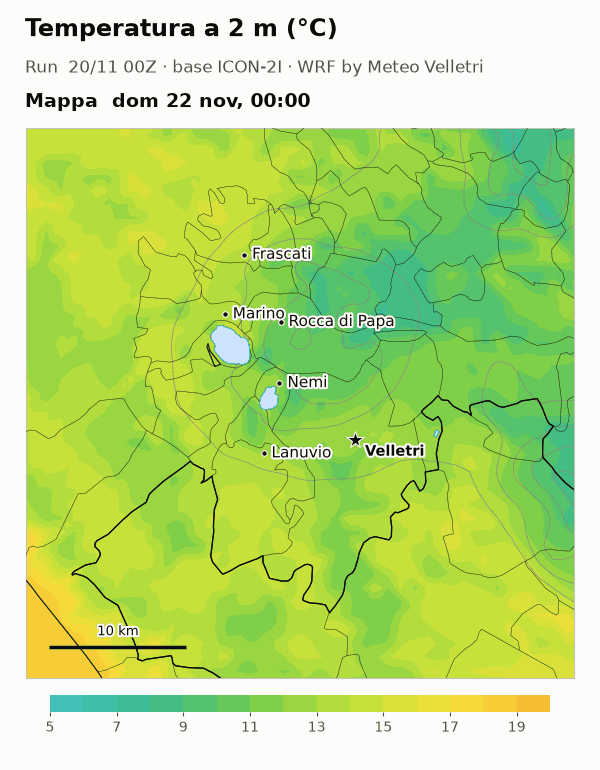 Temperatura a 2 m (°C)
Run  20/11 00Z · base ICON-2I · WRF by Meteo Velletri
Mappa  dom 22 nov, 00:00
Frascati
Marino
Rocca di Papa
Nemi
Velletri
Lanuvio
10 km
5 7 9 11 13 15 17 19